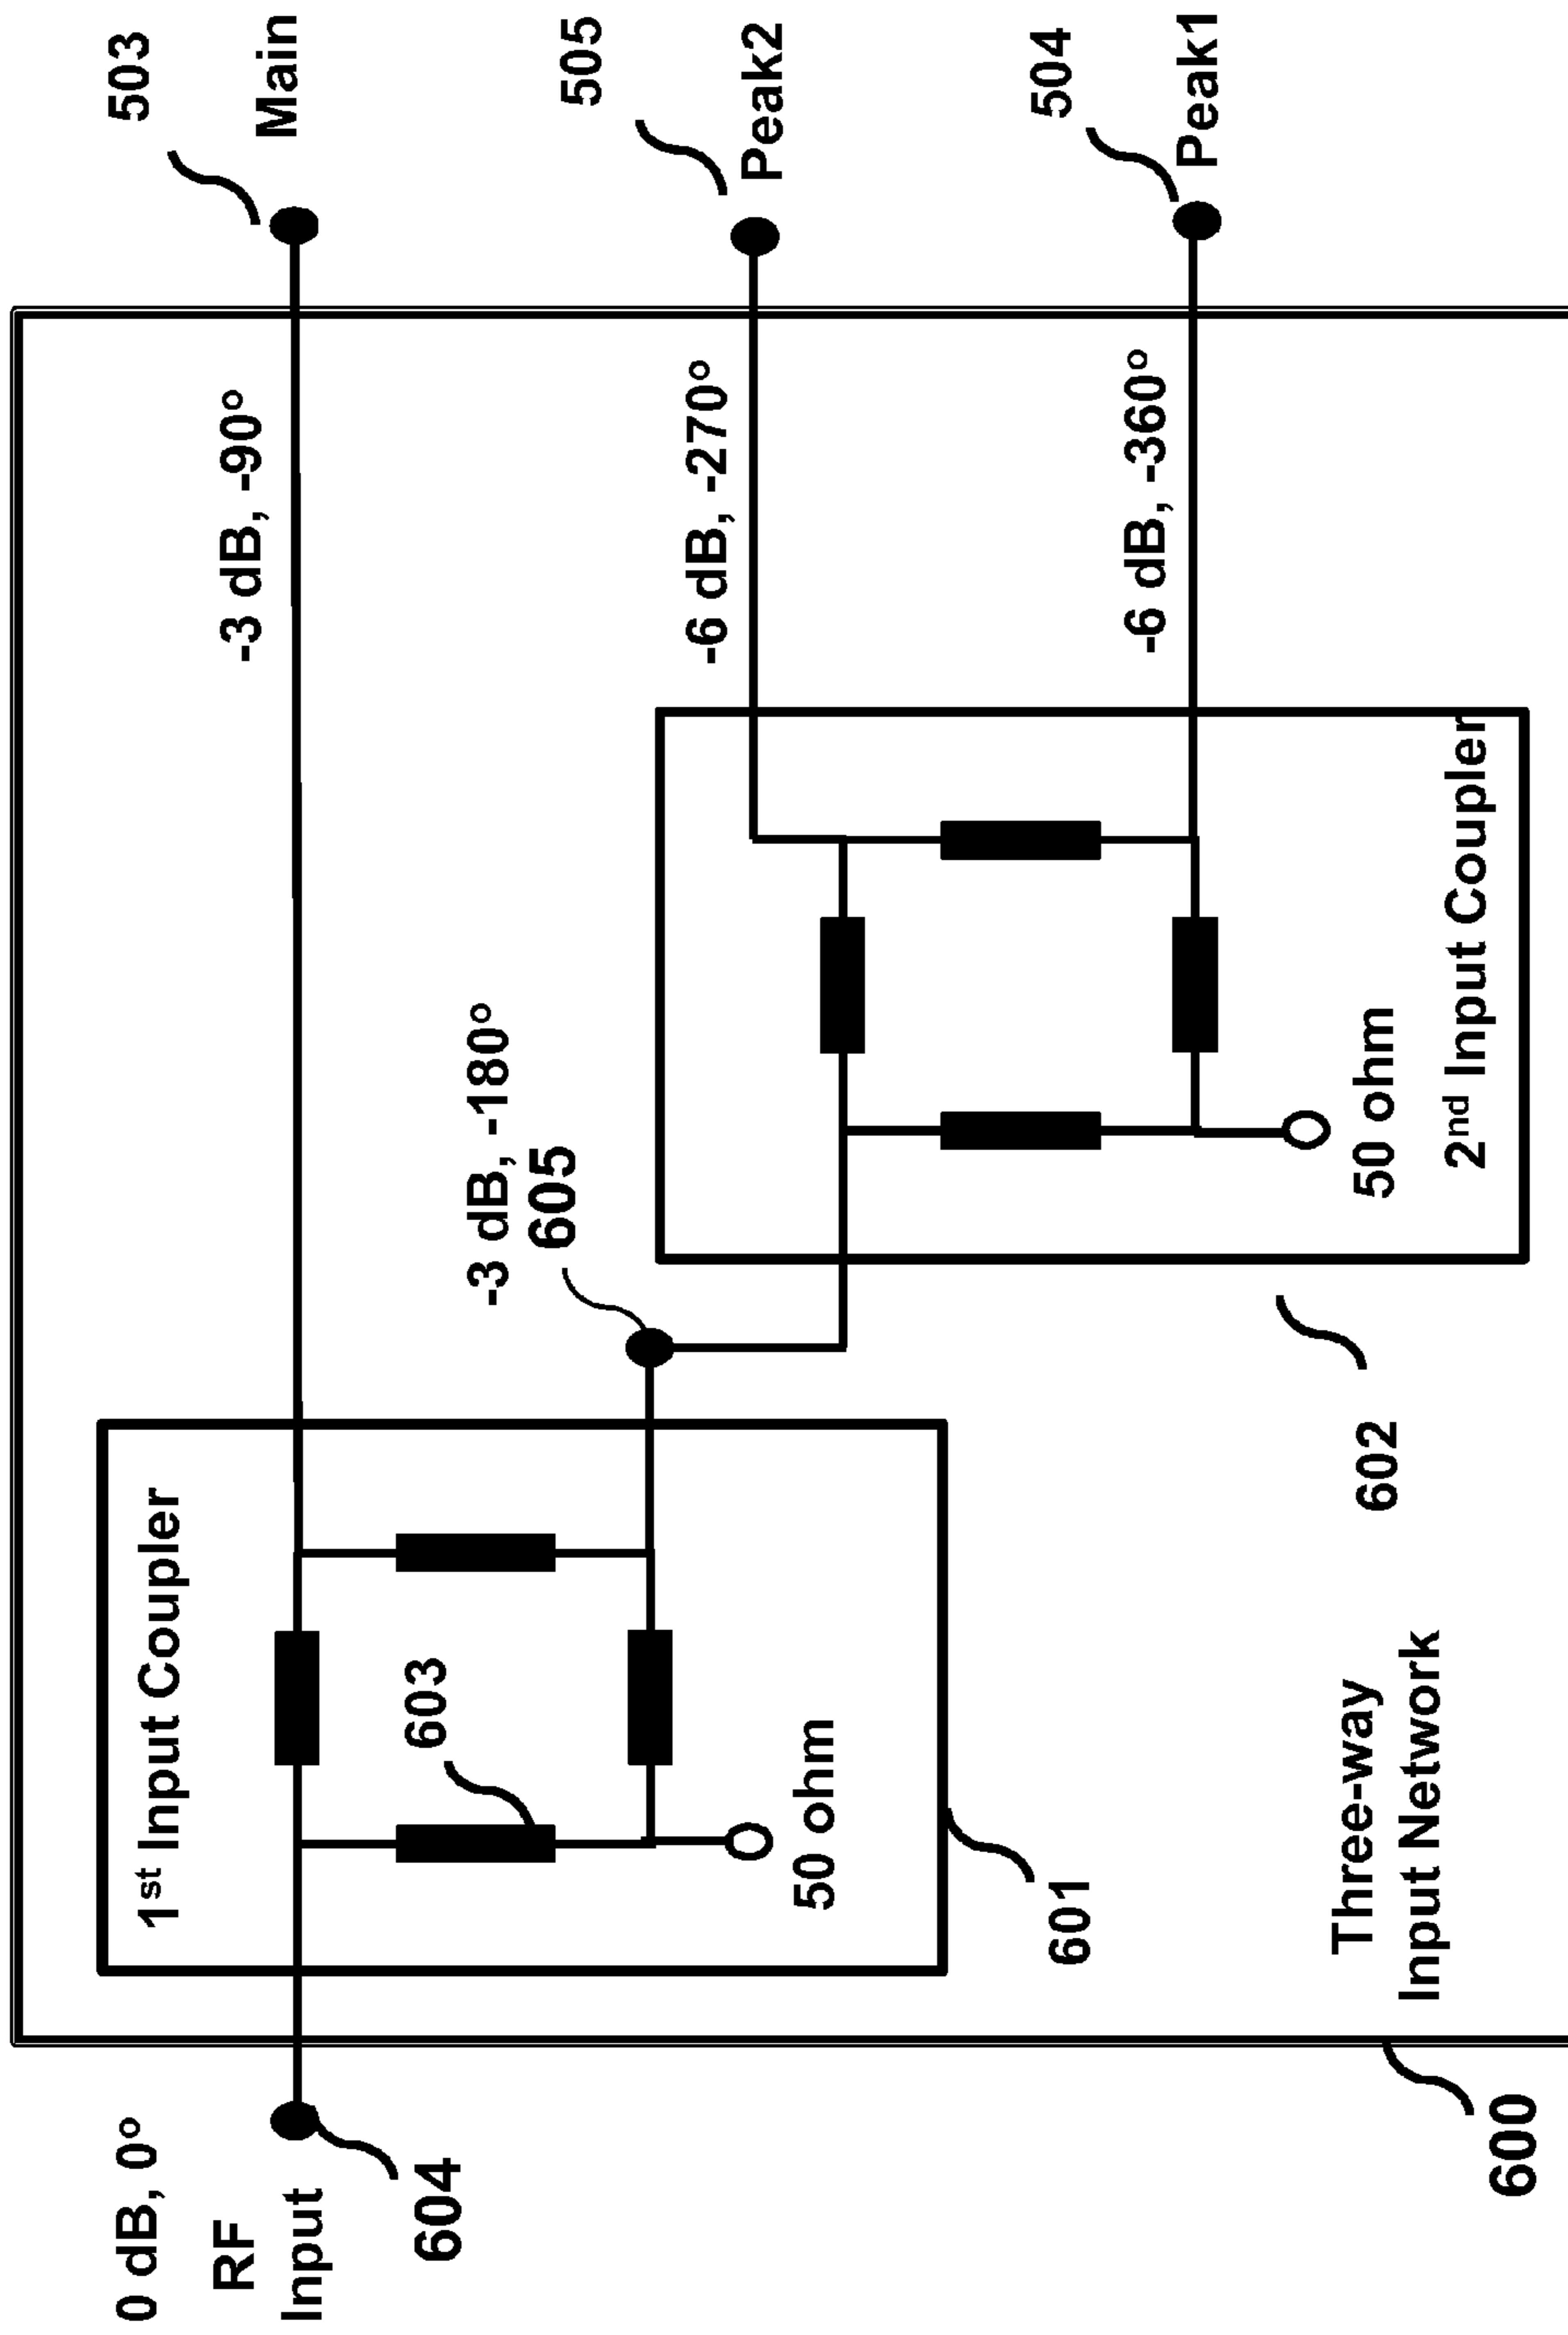 0 dB, 0°
RF
Input
604
1st Input Coupler
603
50 ohm
601
-3 dB, -180°
605
-3 dB, -90°
503
Main
-6 dB, -270°
505
Peak2
-6 dB, -360°
504
Peak1
50 ohm
2nd Input Coupler
602
Three-way
Input Network
600